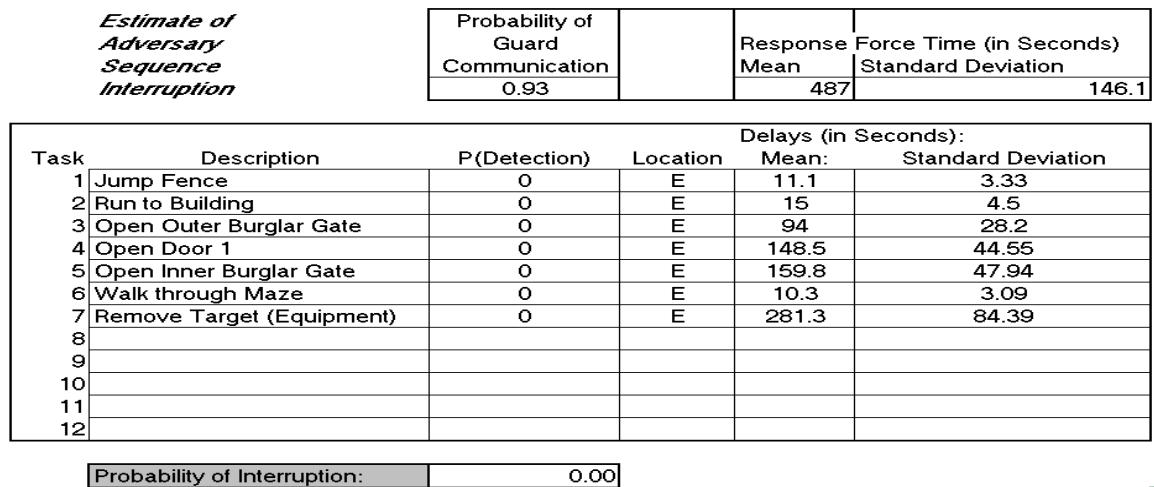 Estimate of Probability of
Adversary Guard Response Force Time (in Seconds)
Sequence Communication Mean Standard Deviation
Interruption 0.93 487 146.1
Delays (in Seconds):
Task Description P(Detection) Location Mean: Standard Deviation
1 Jump Fence 0 E 11.1 3.33
2 Run to Building 0 E 15 4.5
3 Open Outer Burglar Gate 0 E 94 28.2
4 Open Door 1 0 E 148.5 44.55
5 Open Inner Burglar Gate 0 E 159.8 47.94
6 Walk through Maze 0 E 10.3 3.09
7 Remove Target (Equipment) 0 E 281.3 84.39
8
9
10
11
12
Probability of Interruption: 0.00